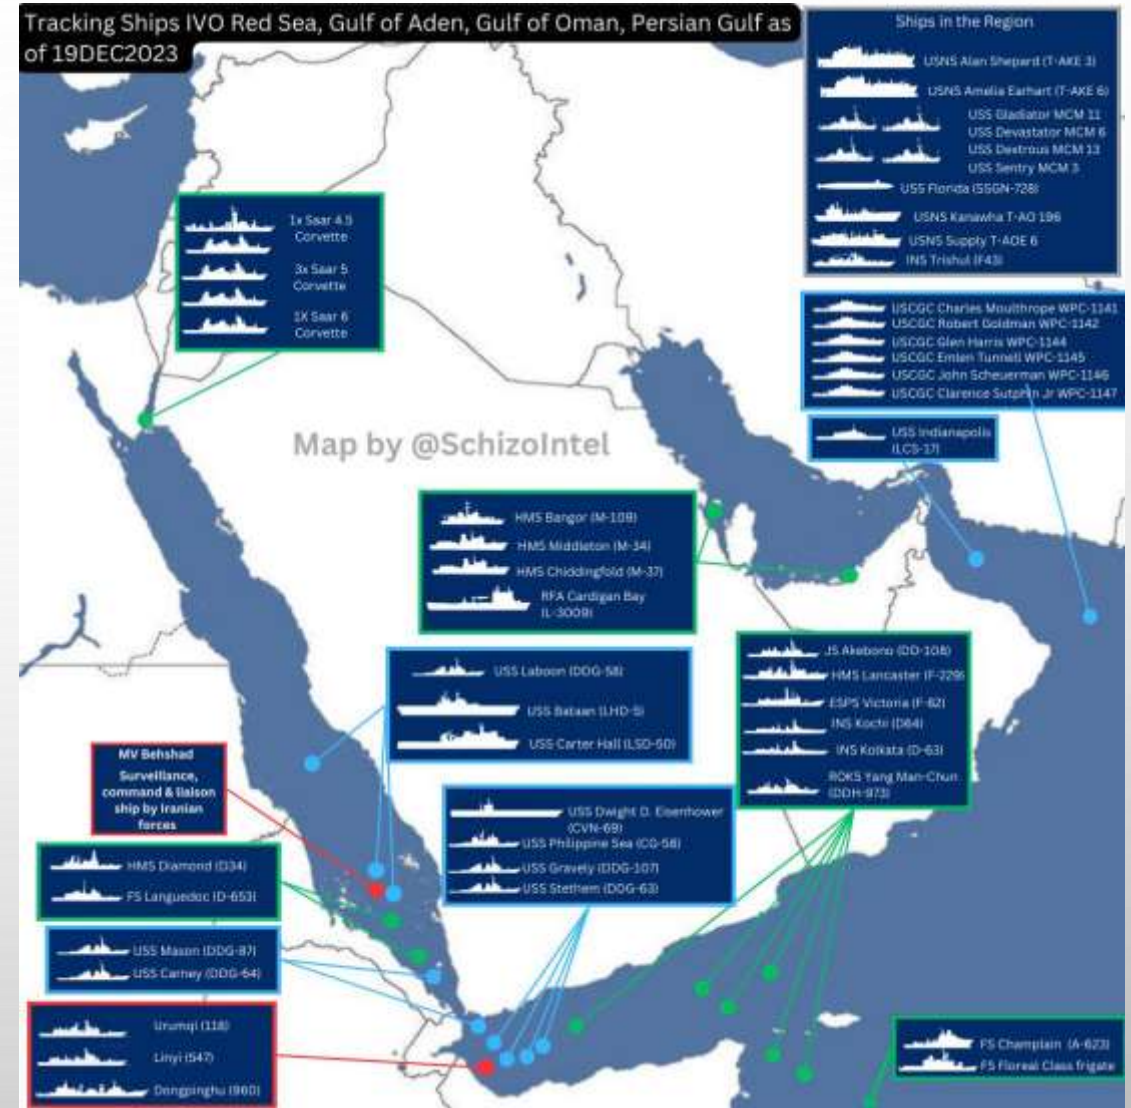 Tracking Ships IVO Red Sea, Gulf of Aden, Gulf of Oman, Persian Gulf as
of 19DEC2023
Ships in the Region
USNS Alan Shepard (T-AKE 3)
USNS Amelia Earhart (T-AKE 6)
USS Gladiator MCM 11
USS Devastator MCM 6
USS Dextrous MCM 13
USS Sentry MCM 3
USS Florida (SSGN-728)
USNS Kanawha T-AO 196
USNS Supply T-AOE 6
INS Trishul (F43)
1x Saar 4.5
Corvette
3x Saar 5
Corvette
1X Saar 6
Corvette
USCGC Charles Moulthrope WPC-1141
USCGC Robert Goldman WPC-1142
USCGC Glen Harris WPC-1144
USCGC Emlen Tunnell WPC-1145
USCGC John Scheuerman WPC-1146
USCGC Clarence Sutphin Jr WPC-1147
USS Indianapolis
(LCS-17)
Map by @SchizoIntel
HMS Bangor (M-109)
HMS Middleton (M-34)
HMS Chiddingfold (M-37)
RFA Cardigan Bay
(L-3009)
JS Akebono (DD-108)
HMS Lancaster (F-229)
ESPS Victoria (F-82)
INS Kochi (D64)
INS Kolkata (D-63)
ROKS Yang Man-Chun
(DDH-973)
USS Laboon (DDG-58)
USS Bataan (LHD-5)
USS Carter Hall (LSD-50)
MV Behshad
Surveillance,
command & liaison
ship by Iranian
forces
USS Dwight D. Eisenhower
(CVN-69)
USS Philippine Sea (CG-58)
USS Gravely (DDG-107)
USS Stethem (DDG-63)
HMS Diamond (D34)
FS Languedoc (D-653)
USS Mason (DDG-87)
USS Carney (DDG-64)
Urumqi (118)
Linyi (547)
Dongpinghu (960)
FS Champlain (A-623)
FS Floreal Class frigate